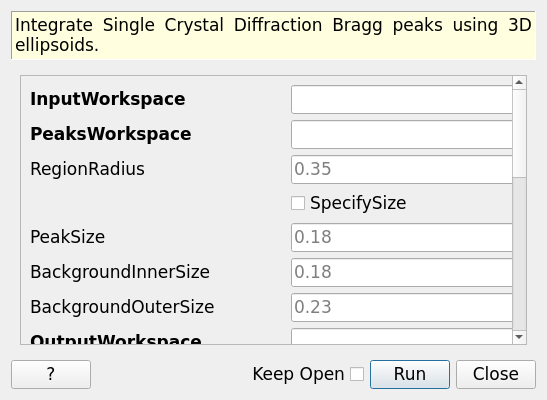 Integrate Single Crystal Diffraction Bragg peaks using 3D
ellipsoids.
InputWorkspace
PeaksWorkspace
RegionRadius 0.35
SpecifySize
PeakSize 0.18
BackgroundInnerSize 0.18
BackgroundOuterSize 0.23
OutputWorkspace
? Keep Open Run Close